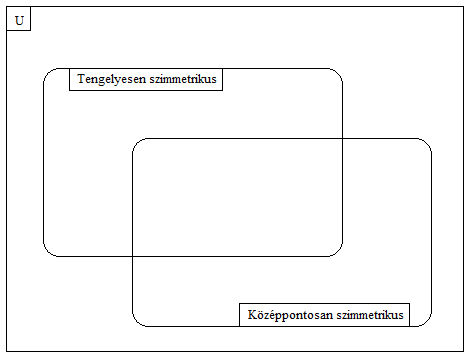 U
Tengelyesen szimmetrikus
Középpontosan szimmetrikus